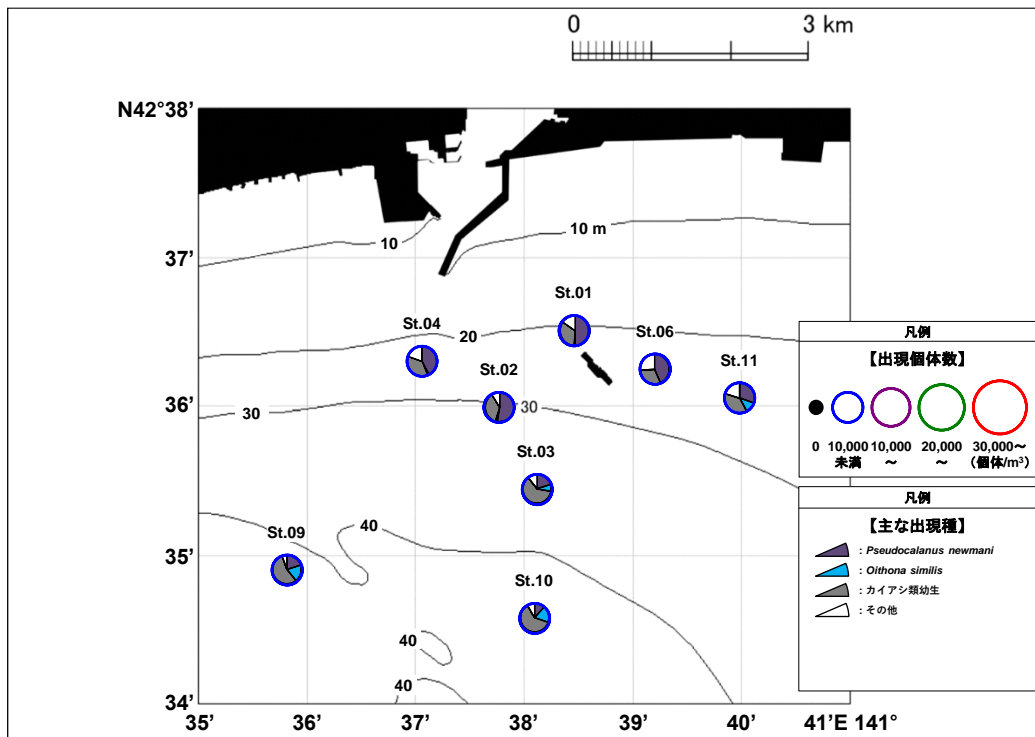 0 3 km
N42°38'
10
10 m
37'
St.01
St.04
20
St.06
St.02
St.11
36'
30
30
St.03
40
St.09
35'
St.10
40
40
34'
35' 36' 37' 38' 39' 40' 41'E 141°
凡例
【出現個体数】
0 10,000 10,000 20,000 30,000~
未満 ~ ~ (個体/m³)
凡例
【主な出現種】
: Pseudocalanus newmani
: Oithona similis
: カイアシ類幼生
: その他